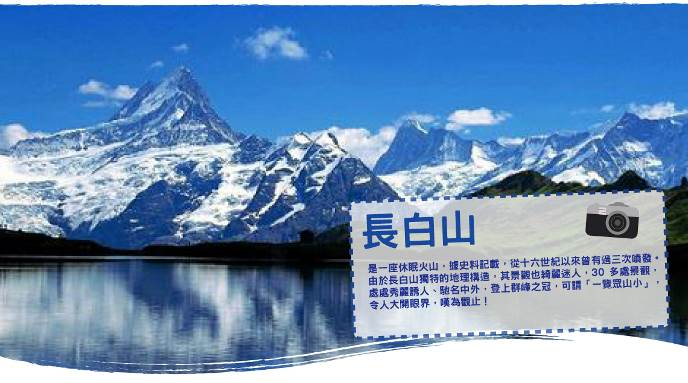 長白山
是一座休眠火山，據史料記載，從十六世紀以來曾有過三次噴發。
由於長白山獨特的地理構造，其景觀也綺麗迷人，30 多處景觀，
處處秀麗誘人、馳名中外，登上群峰之冠，可謂「一覽眾山小」，
令人大開眼界，嘆為觀止！